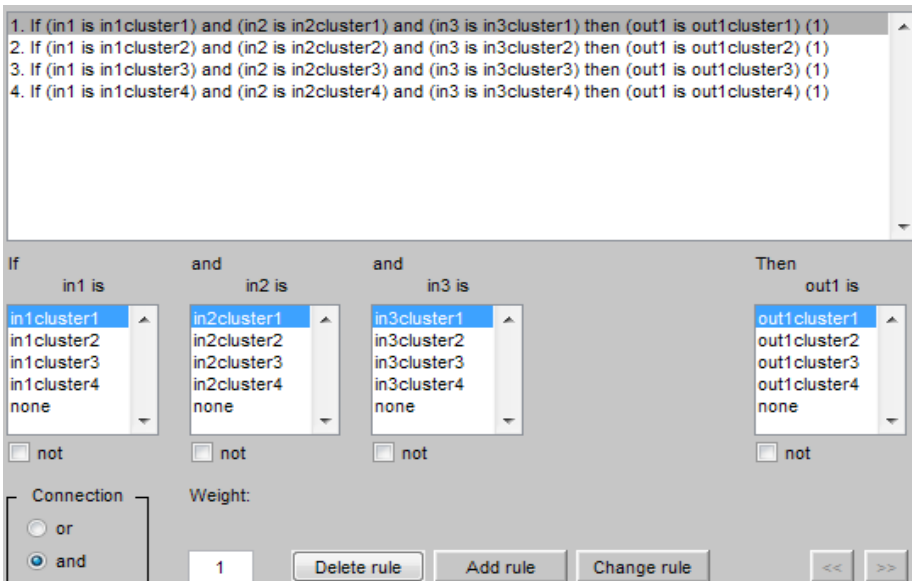 1. If (in1 is in1cluster1) and (in2 is in2cluster1) and (in3 is in3cluster1) then (out1 is out1cluster1) (1)
2. If (in1 is in1cluster2) and (in2 is in2cluster2) and (in3 is in3cluster2) then (out1 is out1cluster2) (1)
3. If (in1 is in1cluster3) and (in2 is in2cluster3) and (in3 is in3cluster3) then (out1 is out1cluster3) (1)
4. If (in1 is in1cluster4) and (in2 is in2cluster4) and (in3 is in3cluster4) then (out1 is out1cluster4) (1)
If and and Then
in1 is in2 is in3 is out1 is
in1cluster1 in2cluster1 in3cluster1 out1cluster1
in1cluster2 in2cluster2 in3cluster2 out1cluster2
in1cluster3 in2cluster3 in3cluster3 out1cluster3
in1cluster4 in2cluster4 in3cluster4 out1cluster4
none none none none
not not not not
Connection Weight:
or
and 1 Delete rule Add rule Change rule << >>